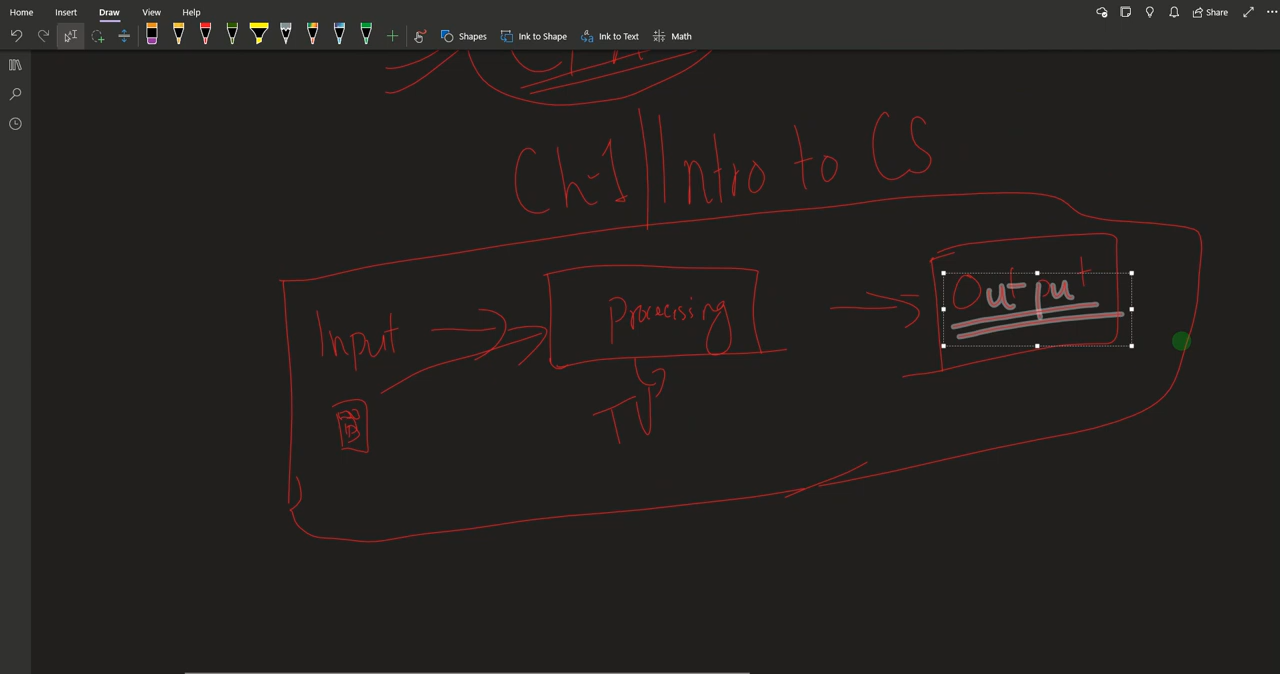 Home Insert Draw View Help
Share
Shapes Ink to Shape Ink to Text Math
Ch-1 Intro to CS
Input Processing Output
TV